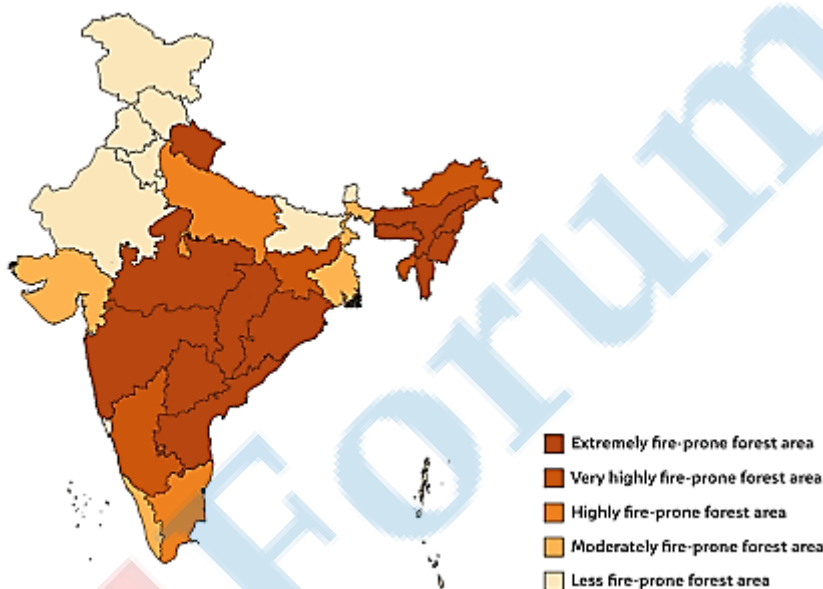 Forum
Extremely fire-prone forest area
Very highly fire-prone forest area
Highly fire-prone forest area
Moderately fire-prone forest area
Less fire-prone forest area